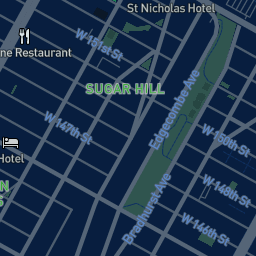 St Nicholas Hotel
ne Restaurant
W 151st St
SUGAR HILL
Edgecombe Ave
W 147th St
W 150th St
Hotel
W 148th St
N
S
Bradhurst Ave
W 146th St